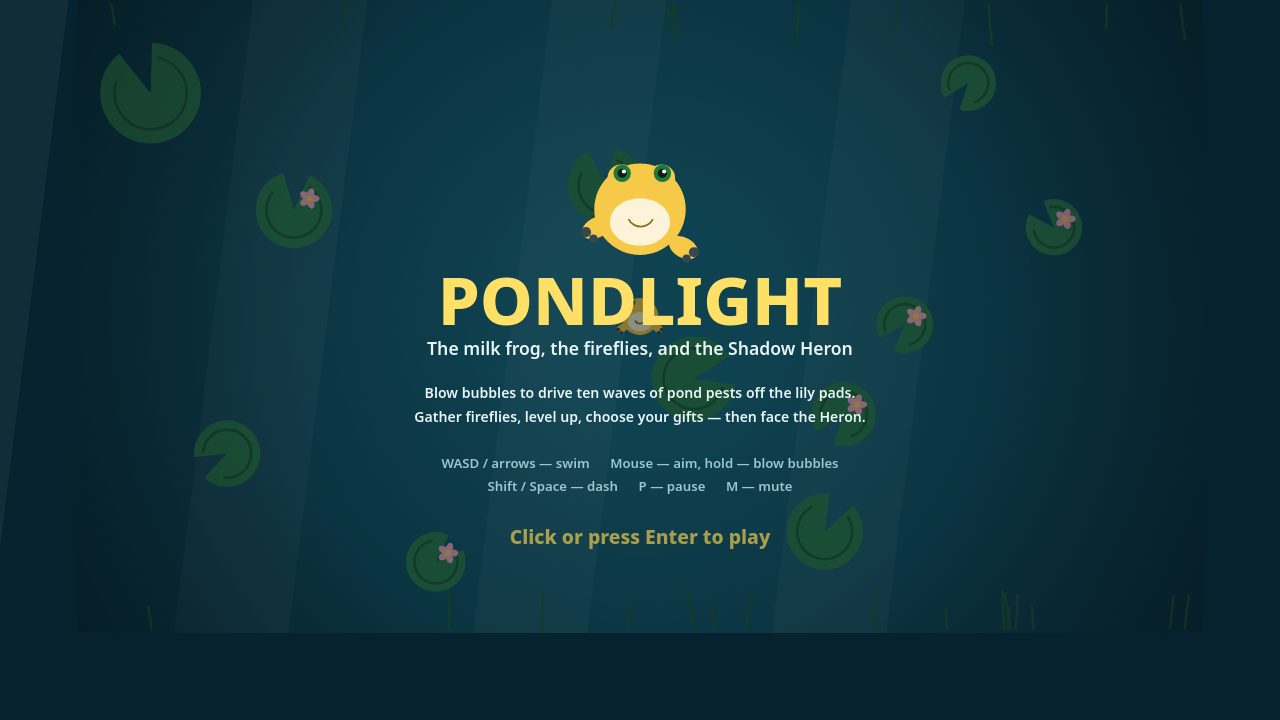 PONDLIGHT
The milk frog, the fireflies, and the Shadow Heron
Blow bubbles to drive ten waves of pond pests off the lily pads.
Gather fireflies, level up, choose your gifts — then face the Heron.
WASD / arrows — swim   Mouse — aim, hold — blow bubbles
Shift / Space — dash   P — pause   M — mute
Click or press Enter to play